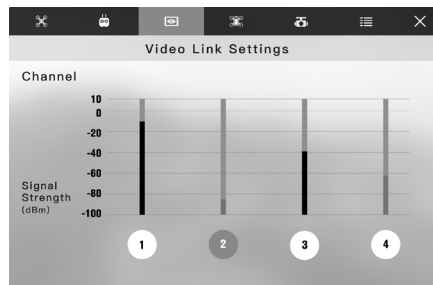 Video Link Settings
Channel
10
0
-20
-40
-60
-80
-100
Signal
Strength
(dBm)
1 2 3 4